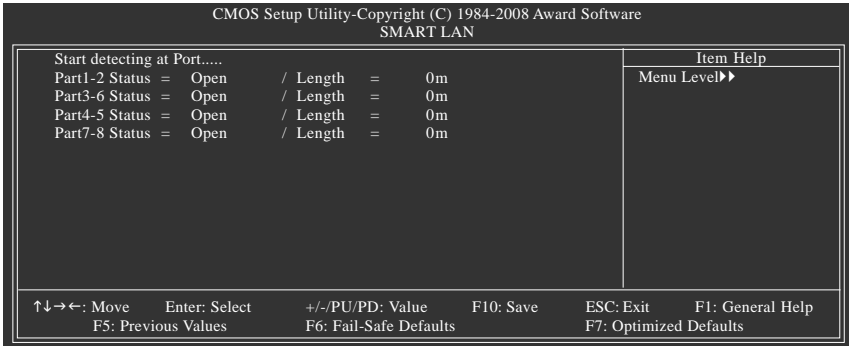 CMOS Setup Utility-Copyright (C) 1984-2008 Award Software
SMART LAN
Start detecting at Port.....
Part1-2 Status = Open / Length = 0m
Part3-6 Status = Open / Length = 0m
Part4-5 Status = Open / Length = 0m
Part7-8 Status = Open / Length = 0m
Item Help
Menu Level▶▶
↑↓→←: Move Enter: Select +/-/PU/PD: Value F10: Save ESC: Exit F1: General Help
F5: Previous Values F6: Fail-Safe Defaults F7: Optimized Defaults